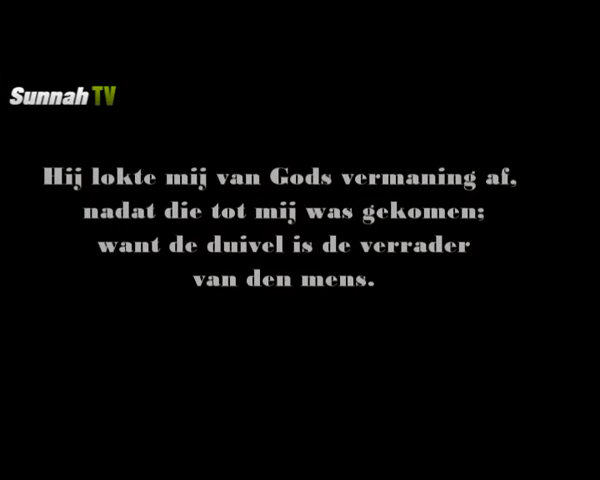 Sunnah TV
Hij lokte mij van Gods vermaning af,
nadat die tot mij was gekomen;
want de duivel is de verrader
van den mens.